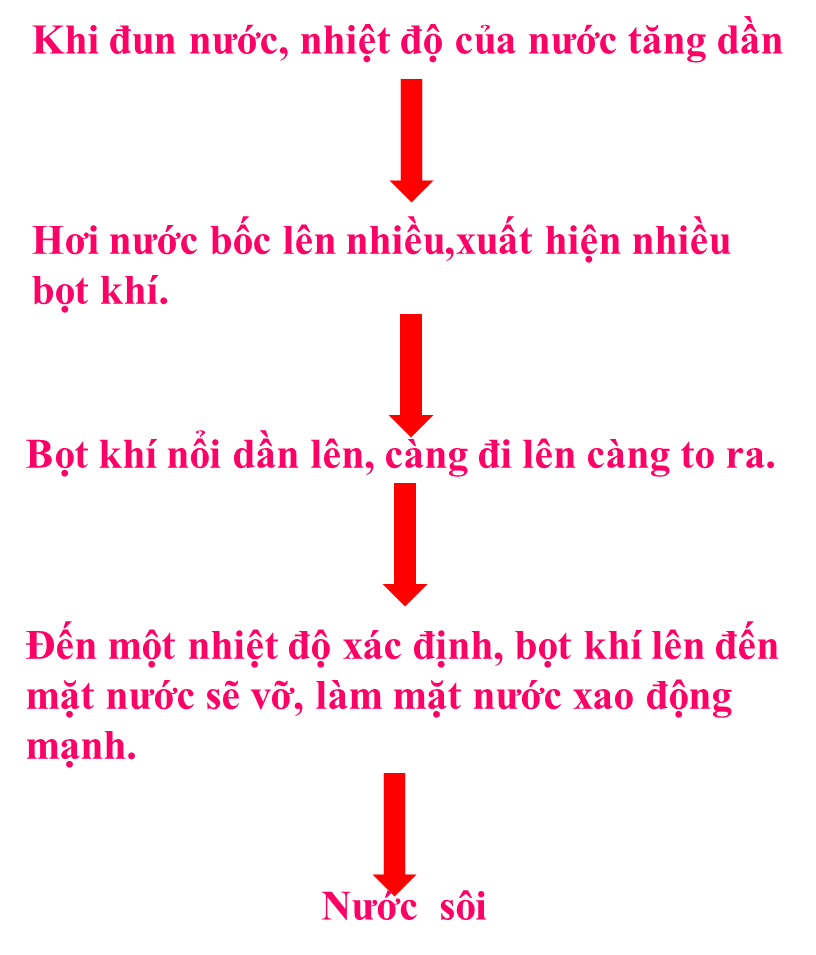 Khi đun nước, nhiệt độ của nước tăng dần
Hơi nước bốc lên nhiều,xuất hiện nhiều
bọt khí.
Bọt khí nổi dần lên, càng đi lên càng to ra.
Đến một nhiệt độ xác định, bọt khí lên đến
mặt nước sẽ vỡ, làm mặt nước xao động
mạnh.
Nước sôi